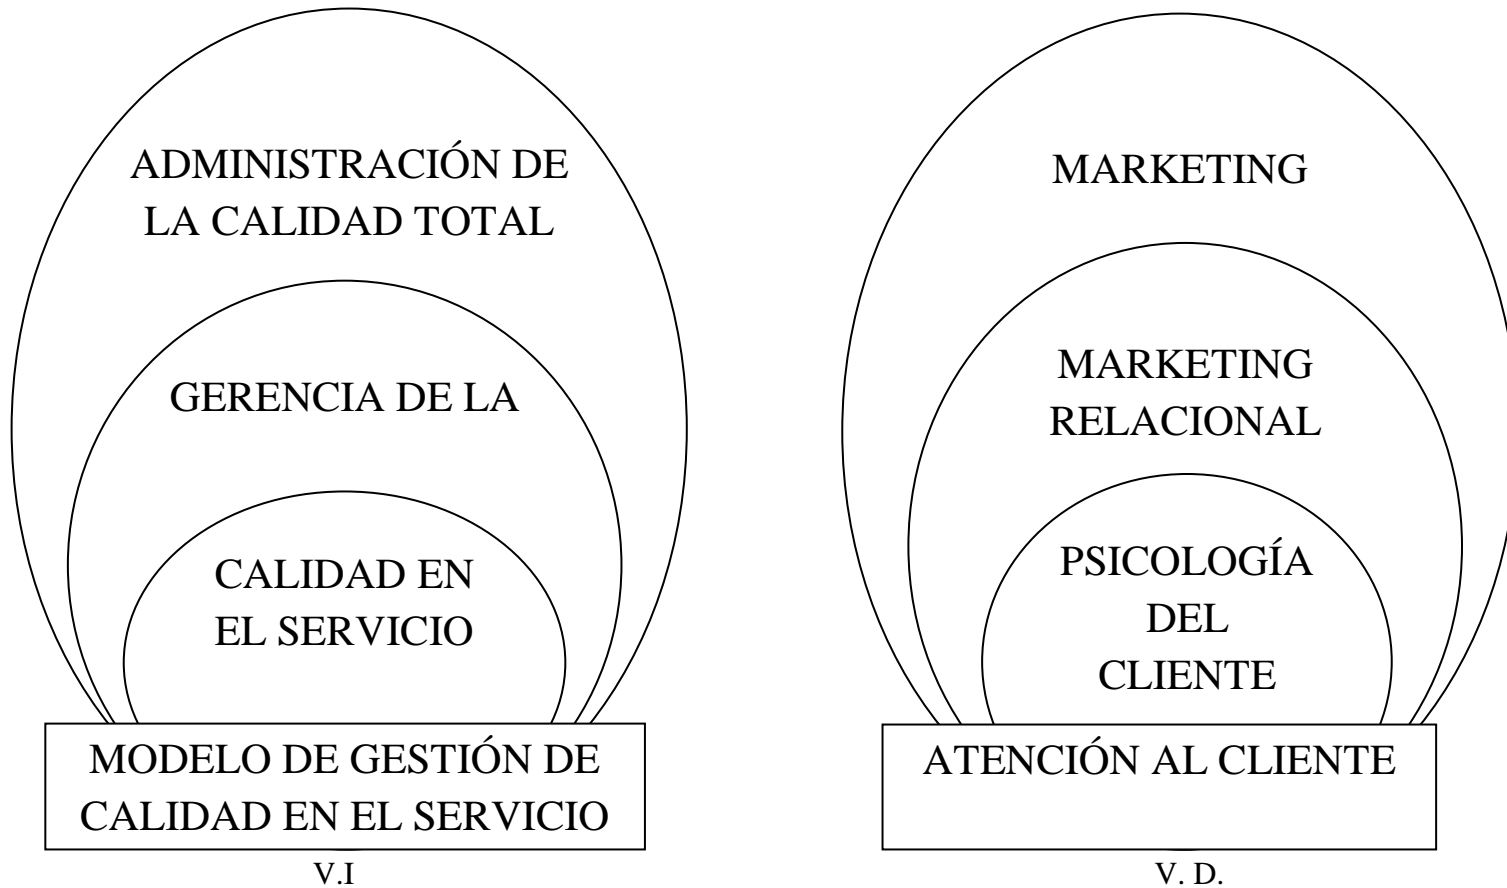 ADMINISTRACIÓN DE
LA CALIDAD TOTAL
GERENCIA DE LA
CALIDAD EN
EL SERVICIO
MODELO DE GESTIÓN DE
CALIDAD EN EL SERVICIO
V.I
MARKETING
MARKETING
RELACIONAL
PSICOLOGÍA
DEL
CLIENTE
ATENCIÓN AL CLIENTE
V. D.